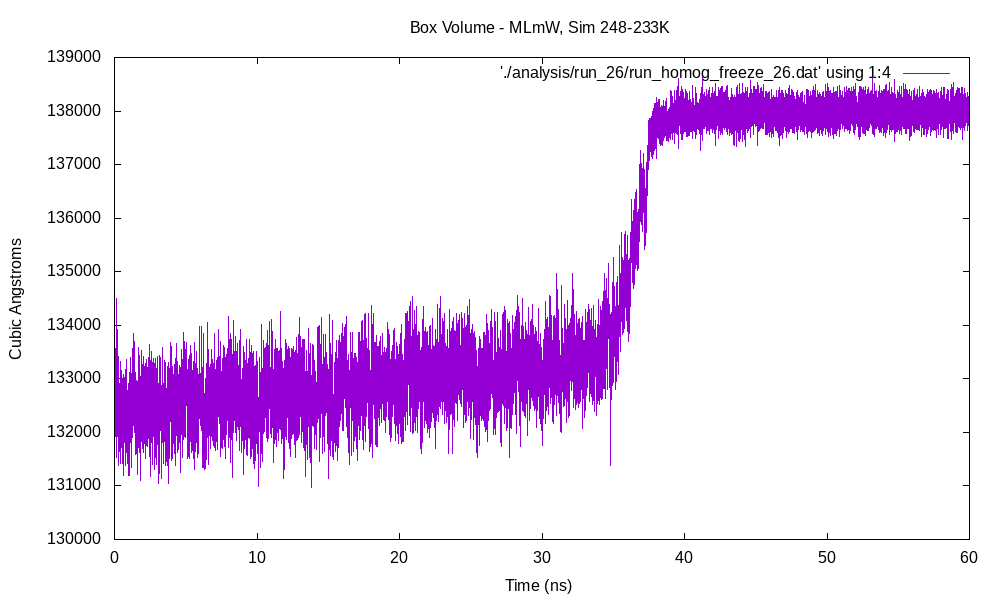 Box Volume - MLmW, Sim 248-233K
139000
'./analysis/run_26/run_homog_freeze_26.dat' using 1:4
138000
137000
136000
135000
134000
133000
132000
131000
130000
Cubic Angstroms
0 10 20 30 40 50 60
Time (ns)